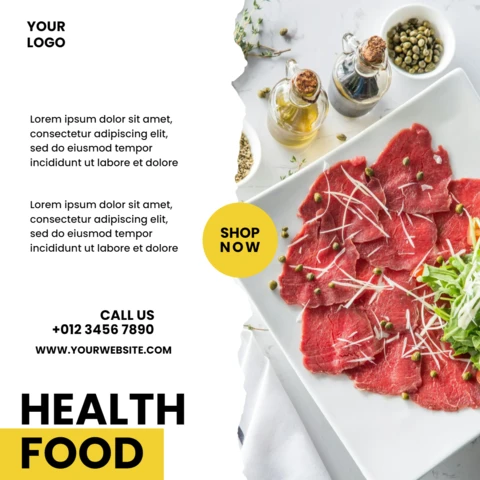 YOUR
LOGO
Lorem ipsum dolor sit amet,
consectetur adipiscing elit,
sed do eiusmod tempor
incididunt ut labore et dolore
Lorem ipsum dolor sit amet,
consectetur adipiscing elit,
sed do eiusmod tempor
incididunt ut labore et dolore
SHOP
NOW
CALL US
+012 3456 7890
WWW.YOURWEBSITE.COM
HEALTH
FOOD